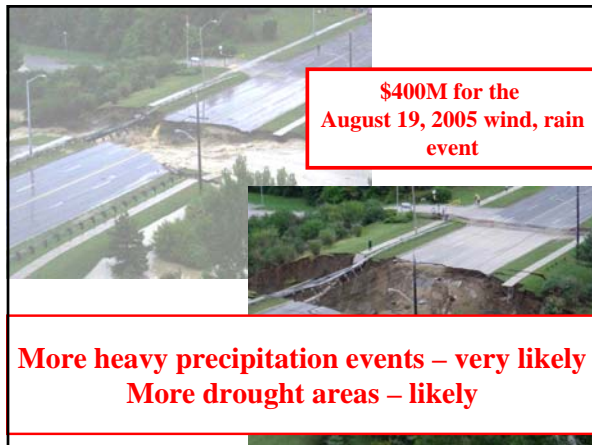 $400M for the
August 19, 2005 wind, rain
event
More heavy precipitation events – very likely
More drought areas – likely